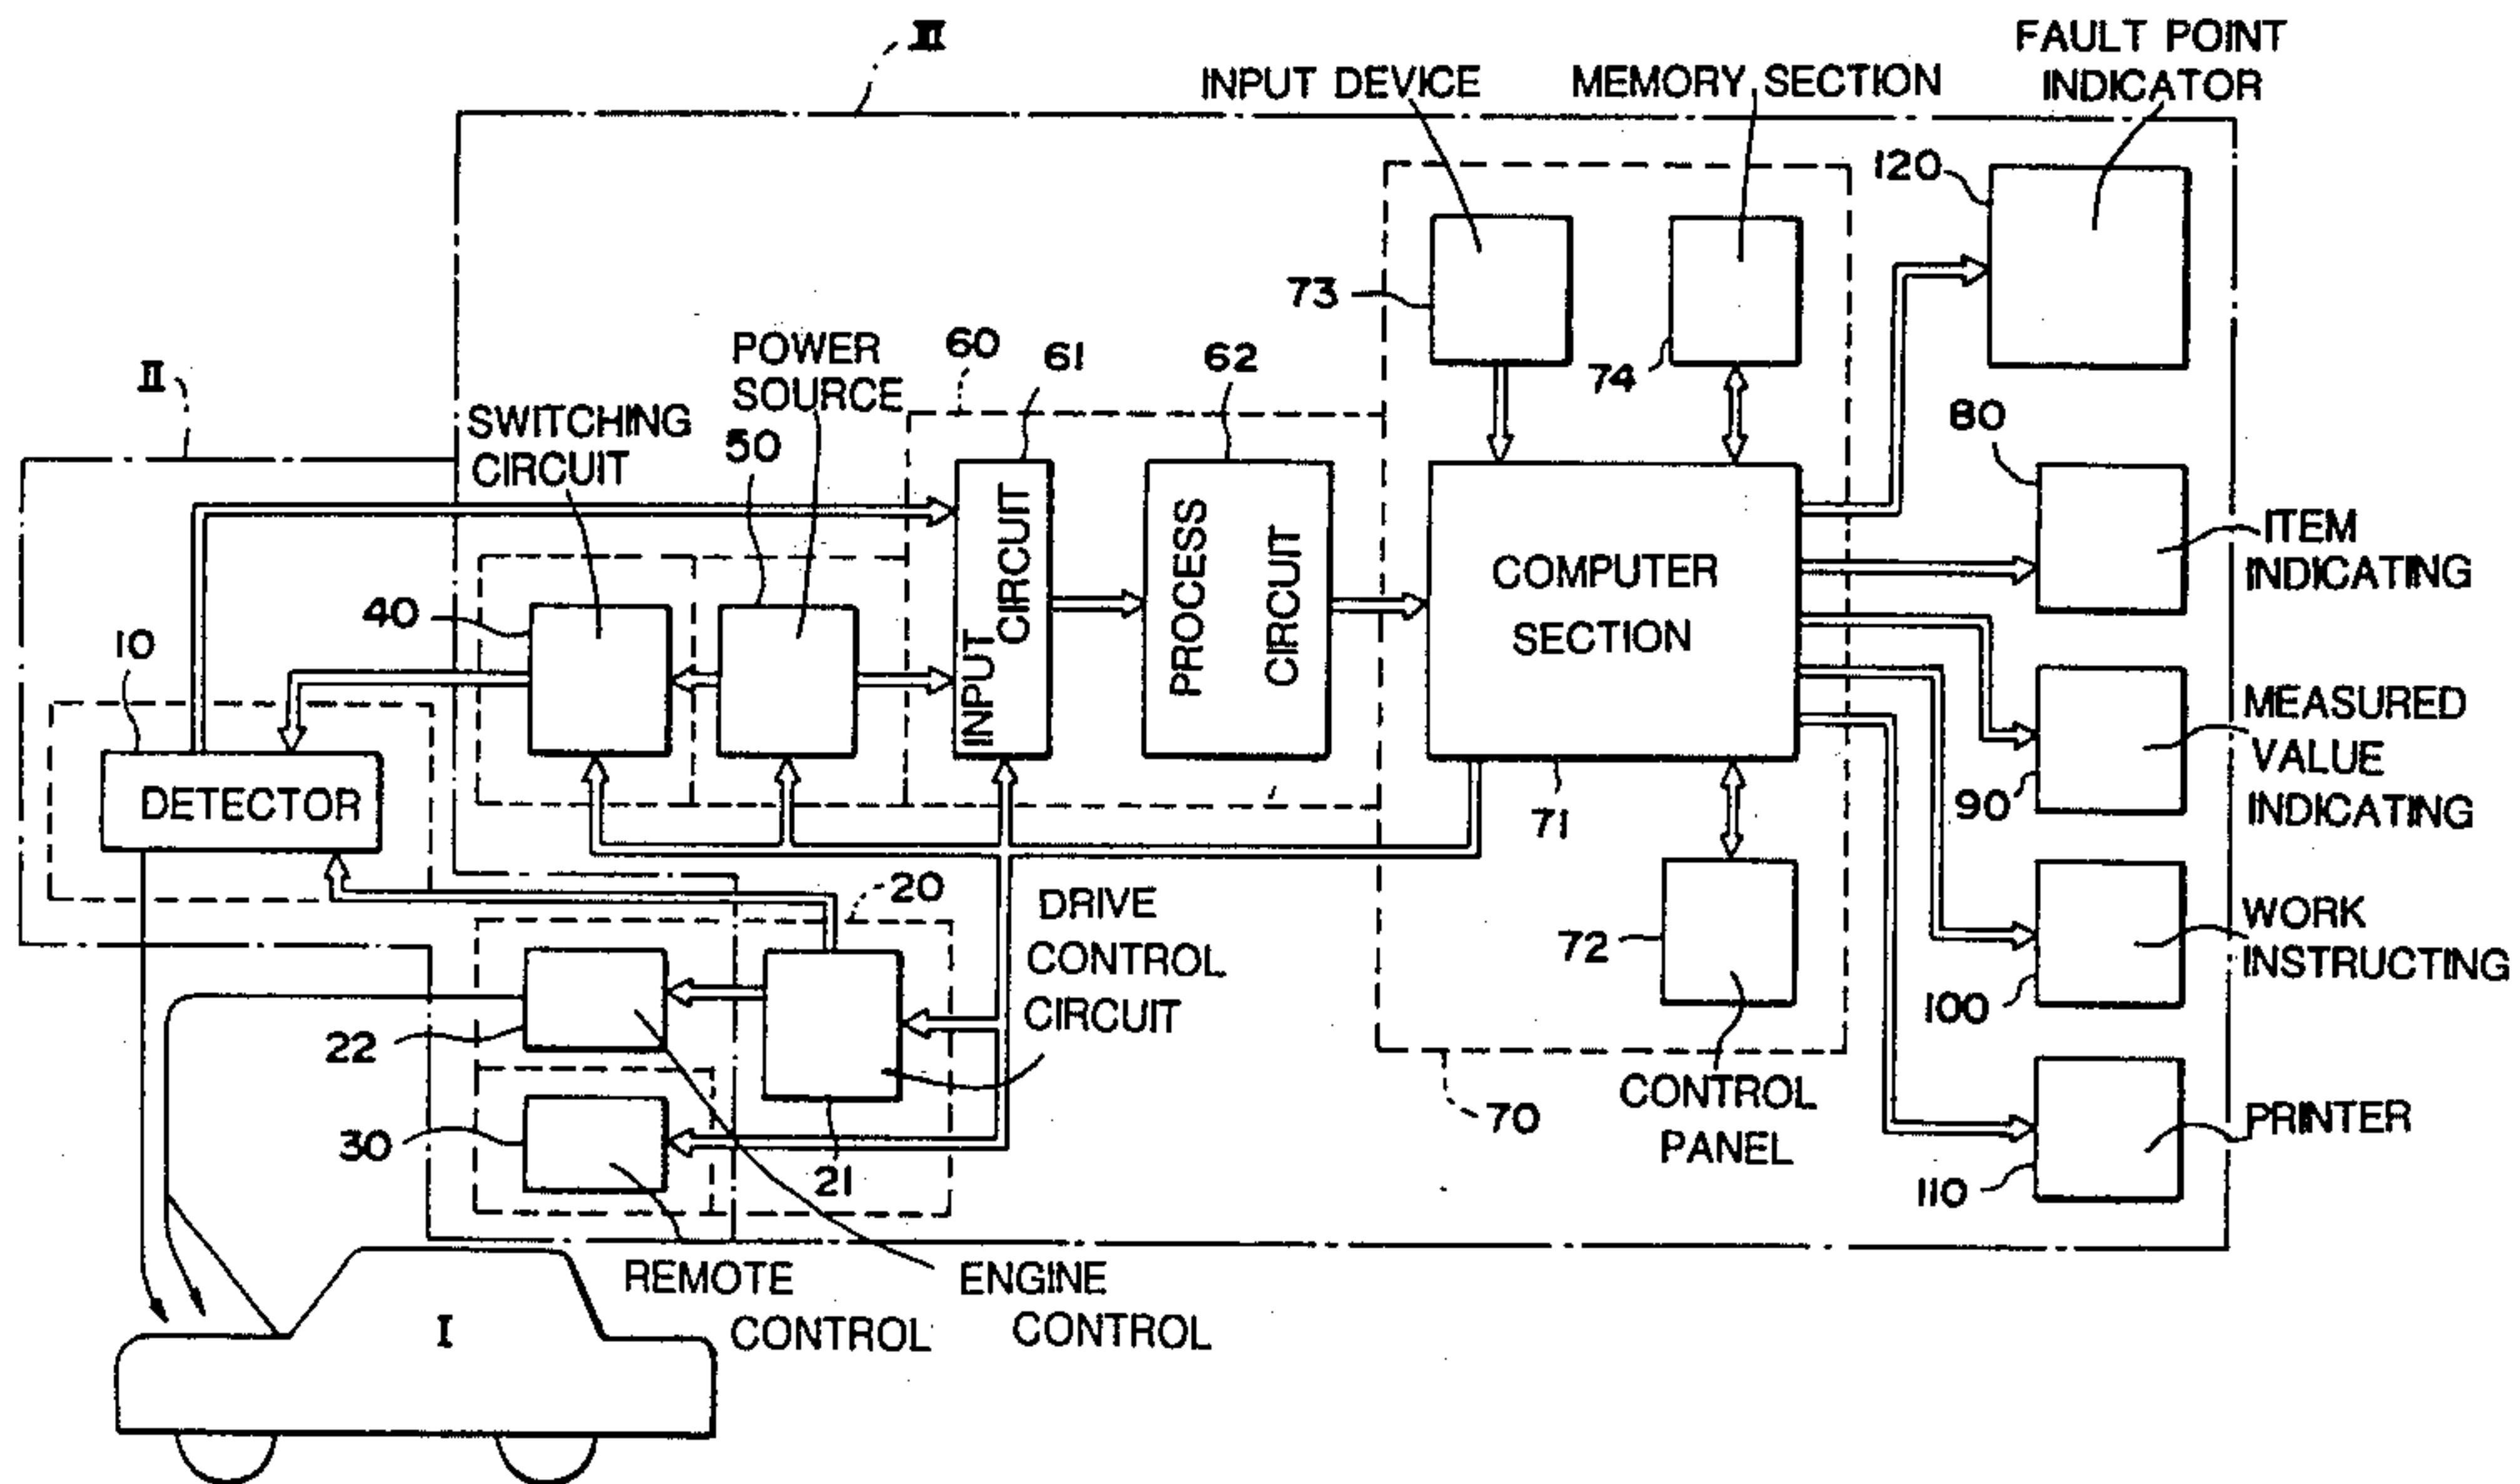 III
FAULT POINT
INDICATOR
INPUT DEVICE
MEMORY SECTION
120
73
74
POWER
SOURCE
60
61
62
II
SWITCHING
CIRCUIT
50
80
ITEM
INDICATING
INPUT CIRCUIT
PROCESS CIRCUIT
COMPUTER
SECTION
40
10
DETECTOR
MEASURED
VALUE
INDICATING
90
71
20
DRIVE
CONTROL
CIRCUIT
72
WORK
INSTRUCTING
100
22
30
21
70
CONTROL
PANEL
PRINTER
110
REMOTE
CONTROL
ENGINE
CONTROL
I